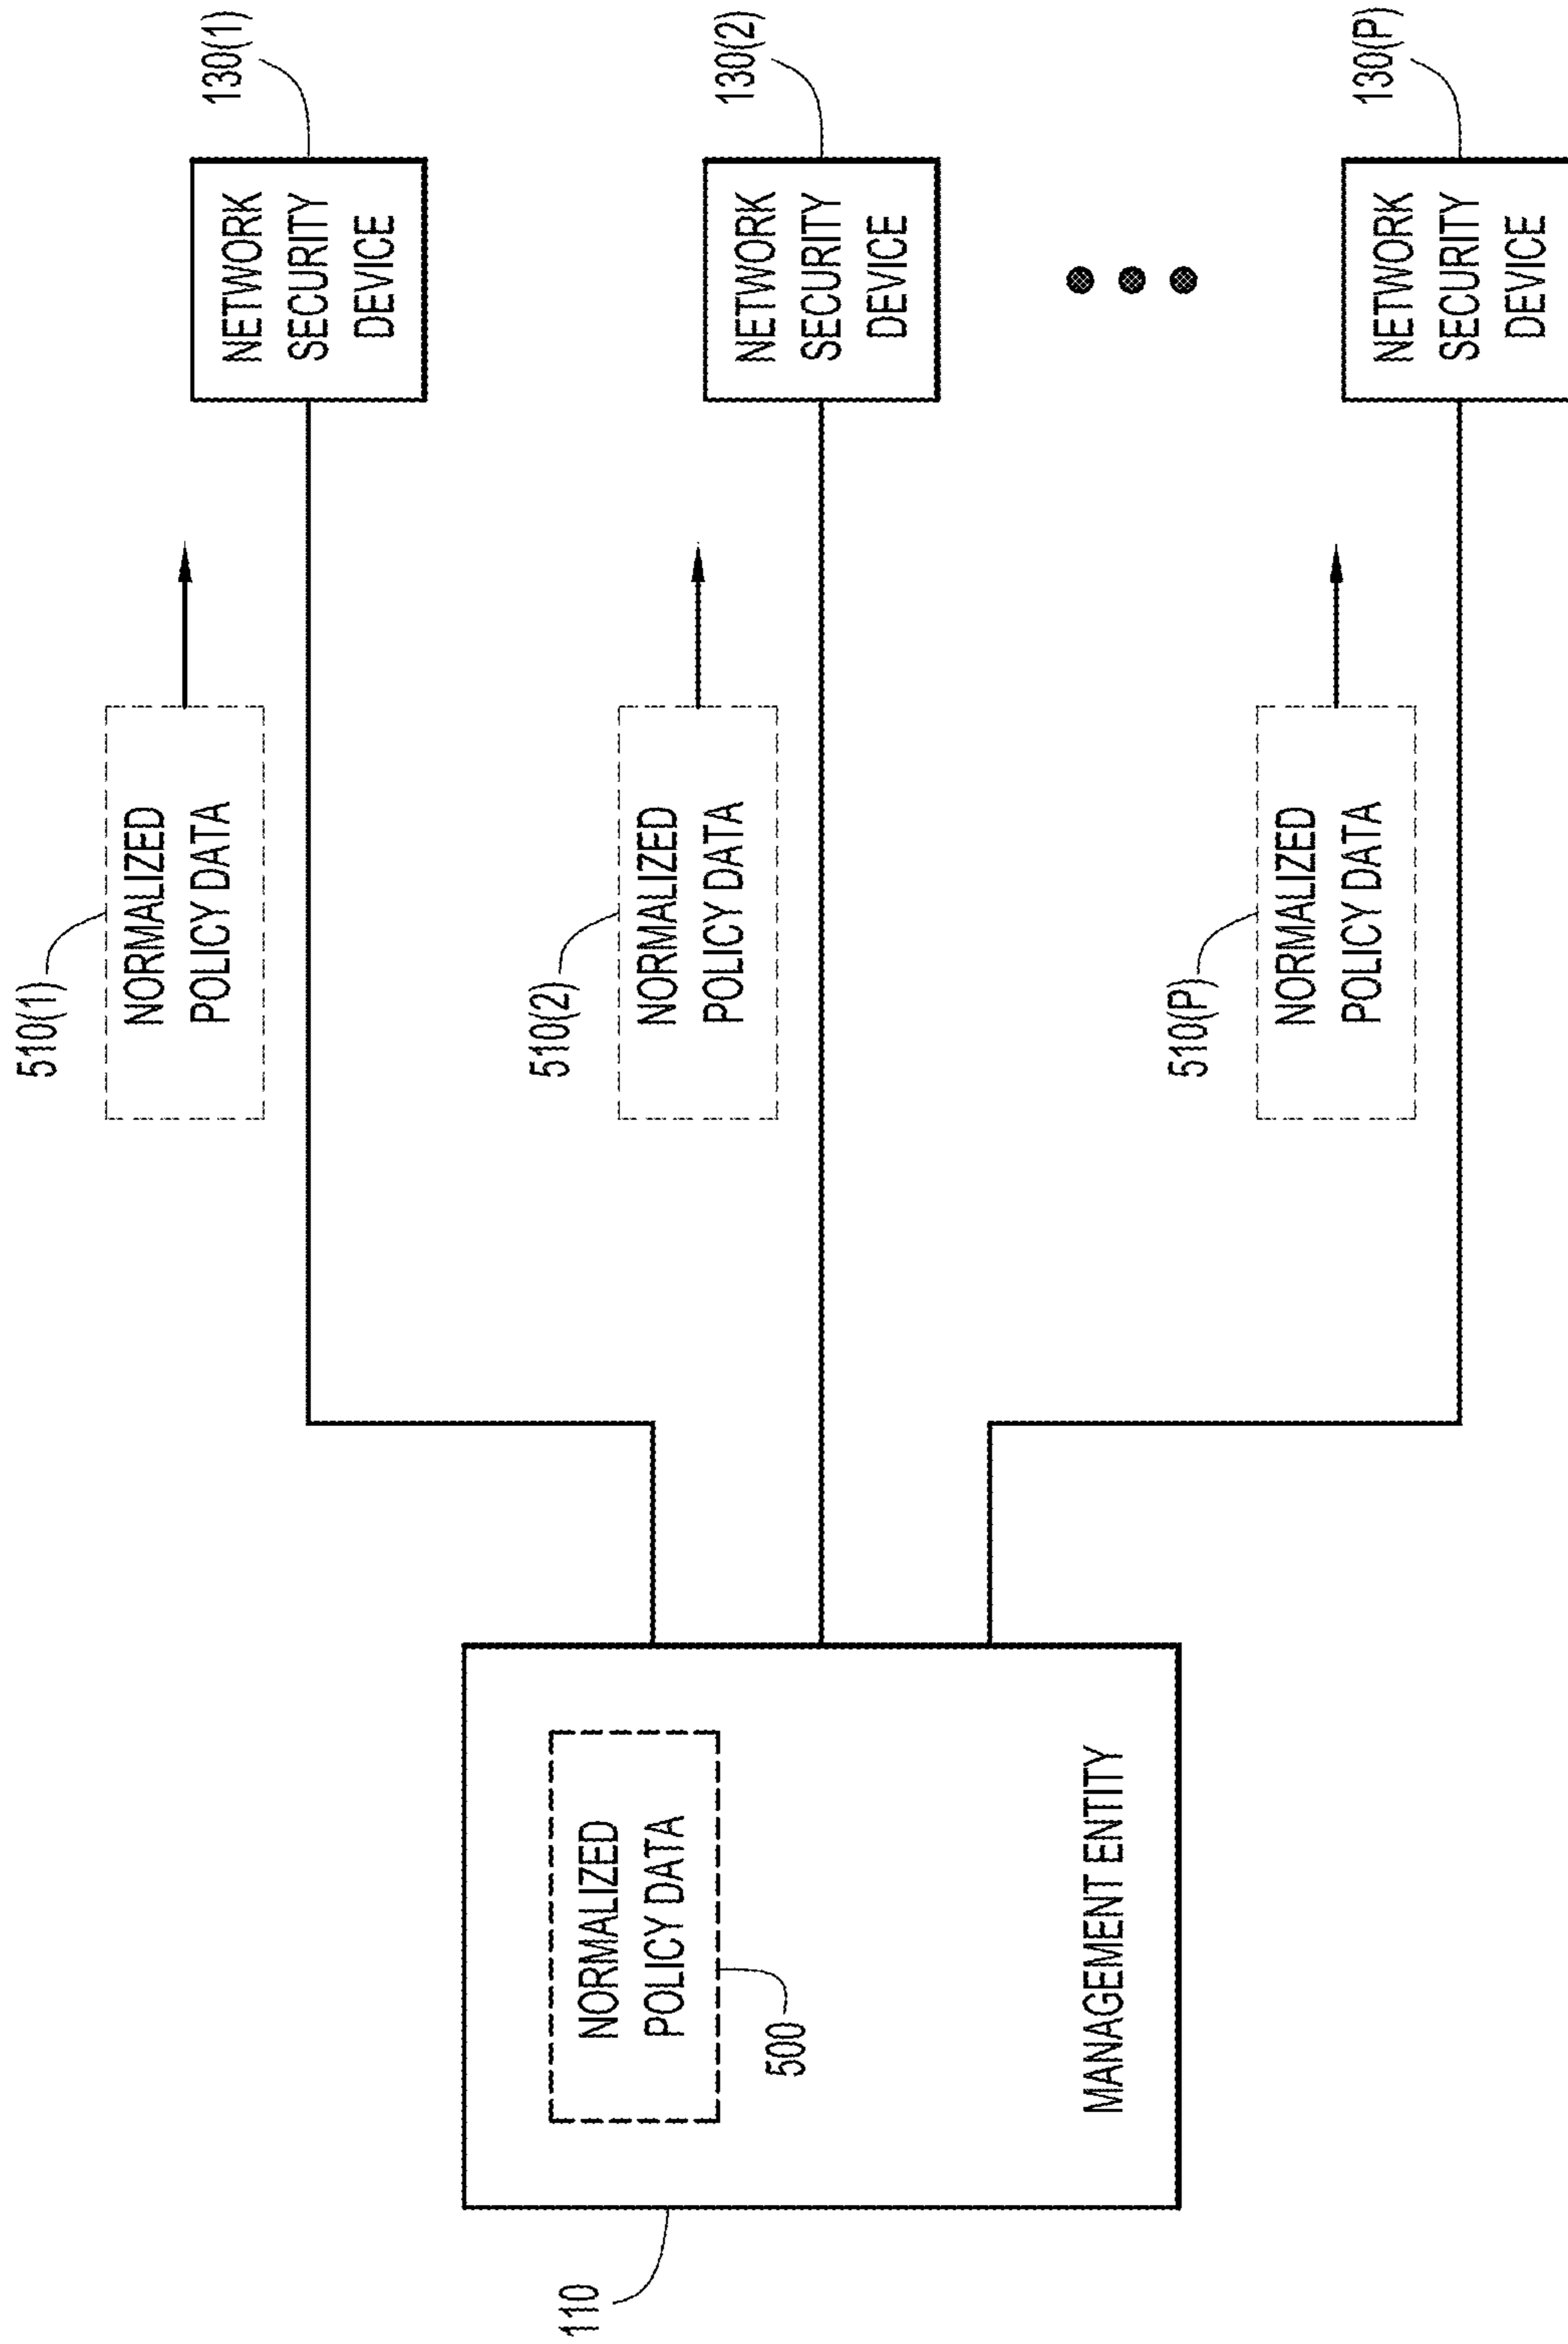 510(1)
NORMALIZED
POLICY DATA
130(1)
NETWORK
SECURITY
DEVICE
510(2)
NORMALIZED
POLICY DATA
130(2)
NETWORK
SECURITY
DEVICE
110
NORMALIZED
POLICY DATA
500
MANAGEMENT ENTITY
510(P)
NORMALIZED
POLICY DATA
130(P)
NETWORK
SECURITY
DEVICE